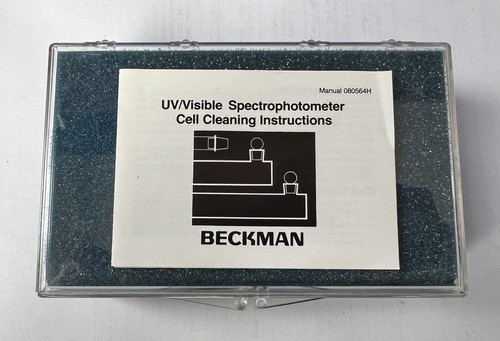 Manual 080564H
UV/Visible Spectrophotometer
Cell Cleaning Instructions
BECKMAN